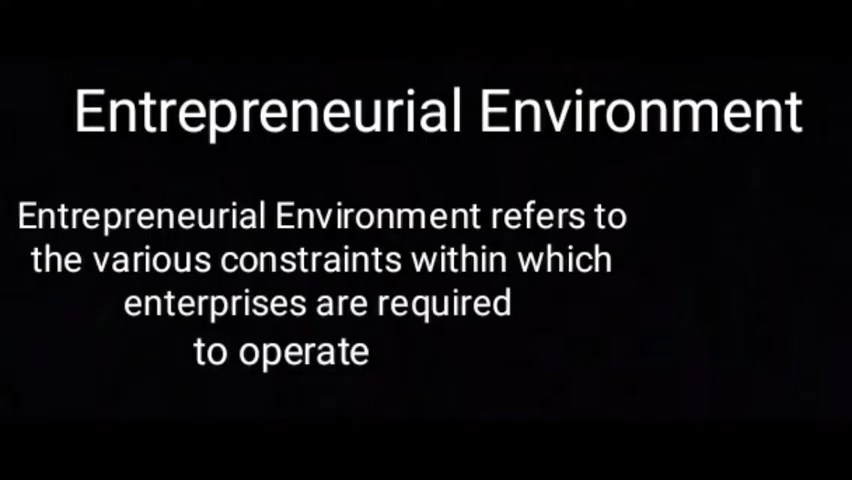 Entrepreneurial Environment
Entrepreneurial Environment refers to
the various constraints within which
enterprises are required
to operate